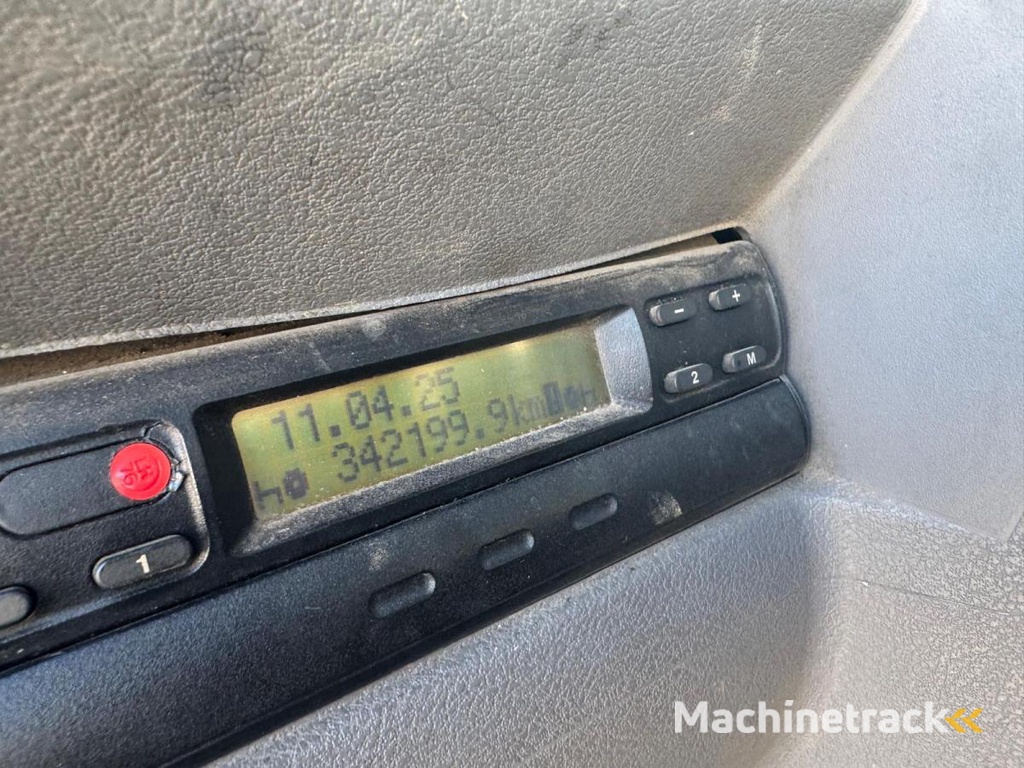 11.04.25
342199.9km
- +
2 M
1
Machinetrack